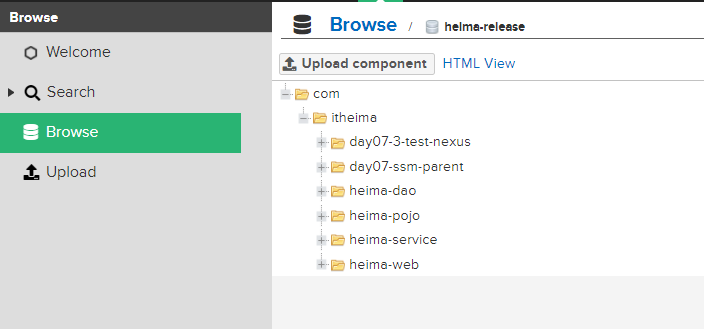 Browse
Welcome
Search
Browse
Upload
Browse / heima-release
Upload component HTML View
com
itheima
day07-3-test-nexus
day07-ssm-parent
heima-dao
heima-pojo
heima-service
heima-web